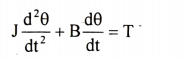 J d²θ/dt² + B dθ/dt = T